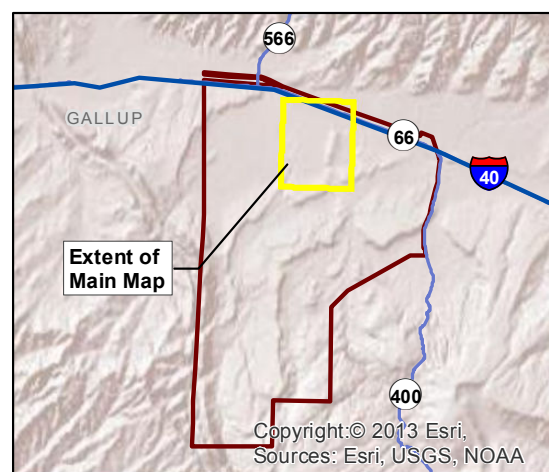 566
GALLUP
66
40
Extent of
Main Map
400
Copyright:© 2013 Esri,
Sources: Esri, USGS, NOAA